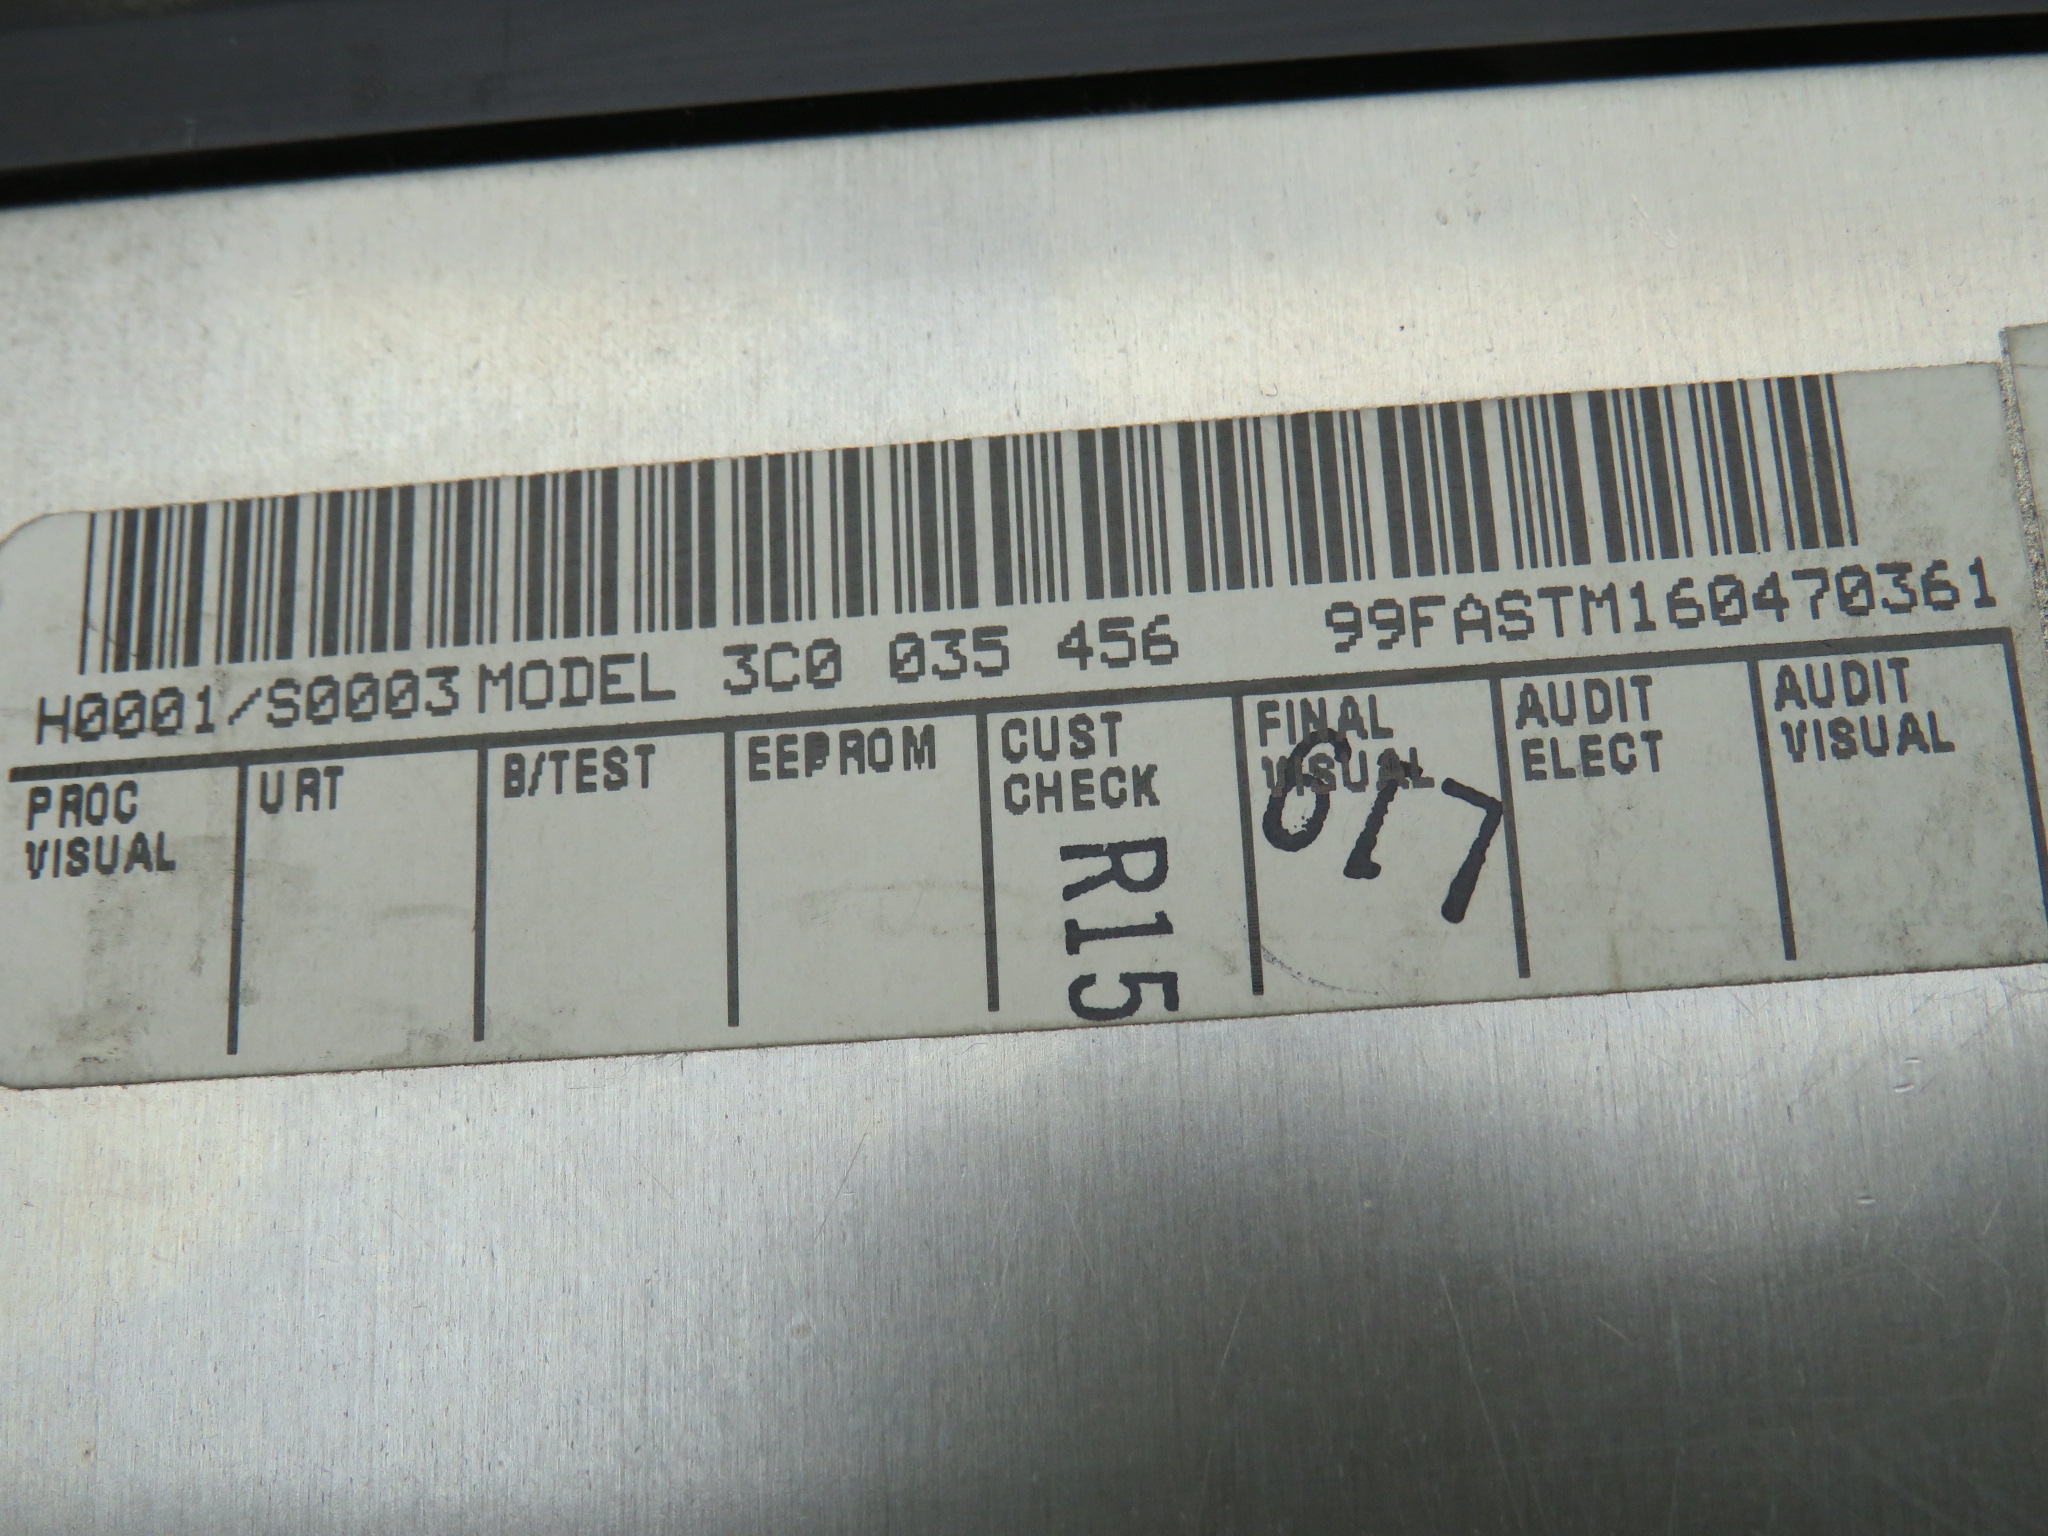 H0001/S0003 MODEL 3C0 035 456 99FASTM160470361
PROC VISUAL
URT
B/TEST
EEPROM
CUST CHECK
FINAL VISUAL
AUDIT ELECT
AUDIT VISUAL
R15